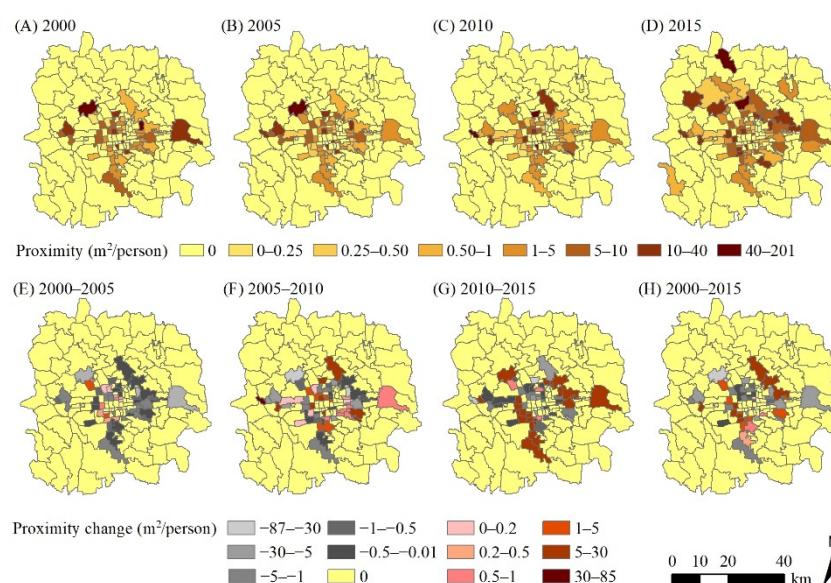 (A) 2000
(B) 2005
(C) 2010
(D) 2015
Proximity (m²/person) 0 0–0.25 0.25–0.50 0.50–1 1–5 5–10 10–40 40–201
(E) 2000–2005
(F) 2005–2010
(G) 2010–2015
(H) 2000–2015
Proximity change (m²/person)
−87–−30 −1–−0.5 0–0.2 1–5
−30–−5 −0.5–−0.01 0.2–0.5 5–30
−5–−1 0 0.5–1 30–85
0 10 20 40
km